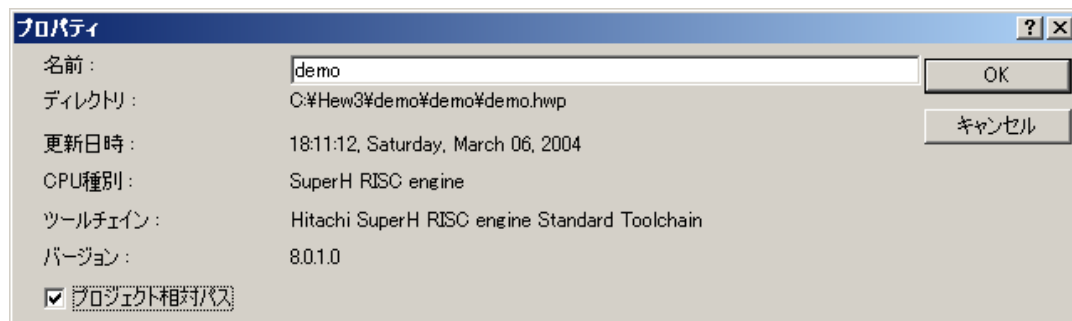 プロパティ
名前 : demo OK
ディレクトリ : C:¥Hew3¥demo¥demo¥demo.hwp
キャンセル
更新日時 : 18:11:12, Saturday, March 06, 2004
CPU種別 : SuperH RISC engine
ツールチェイン : Hitachi SuperH RISC engine Standard Toolchain
バージョン : 8.0.1.0
プロジェクト相対パス